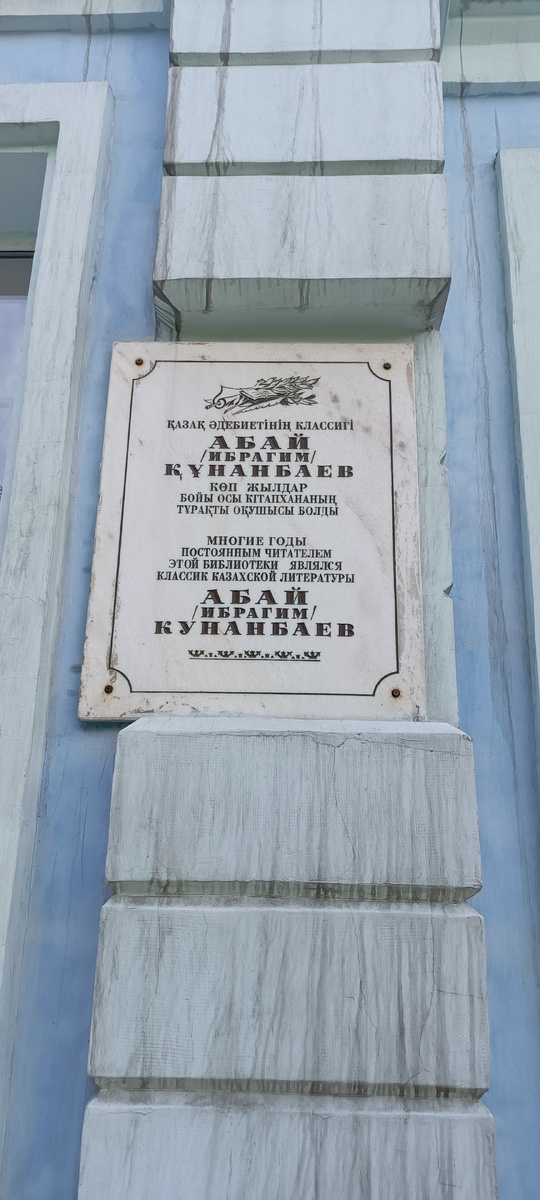 ҚАЗАҚ ӘДЕБИЕТІНІҢ КЛАССИГІ
АБАЙ
/ИБРАГИМ/
ҚҰНАНБАЕВ
КӨП ЖЫЛДАР
БОЙЫ ОСЫ КІТАПХАНАНЫҢ
ТҰРАҚТЫ ОҚУШЫСЫ БОЛДЫ
МНОГИЕ ГОДЫ
ПОСТОЯННЫМ ЧИТАТЕЛЕМ
ЭТОЙ БИБЛИОТЕКИ ЯВЛЯЛСЯ
КЛАССИК КАЗАХСКОЙ ЛИТЕРАТУРЫ
АБАЙ
/ИБРАГИМ/
КУНАНБАЕВ